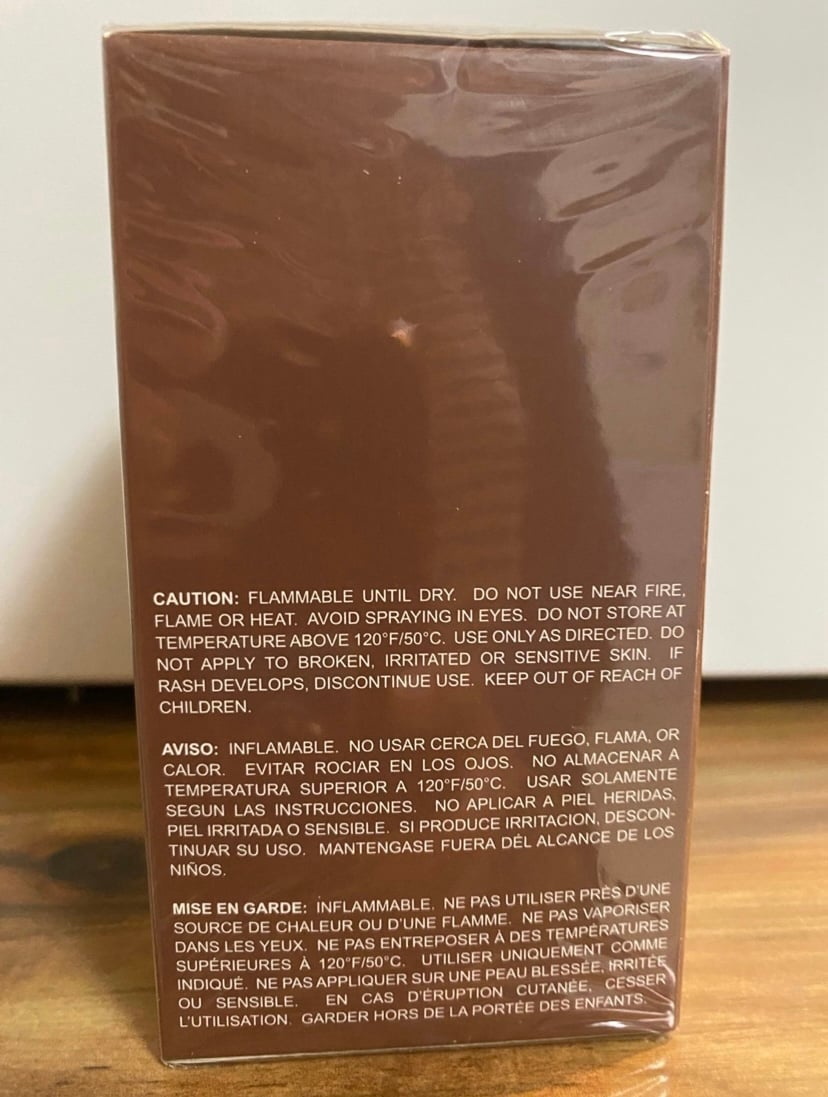 CAUTION: FLAMMABLE UNTIL DRY. DO NOT USE NEAR FIRE,
FLAME OR HEAT. AVOID SPRAYING IN EYES. DO NOT STORE AT
TEMPERATURE ABOVE 120°F/50°C. USE ONLY AS DIRECTED. DO
NOT APPLY TO BROKEN, IRRITATED OR SENSITIVE SKIN. IF
RASH DEVELOPS, DISCONTINUE USE. KEEP OUT OF REACH OF
CHILDREN.
AVISO: INFLAMABLE. NO USAR CERCA DEL FUEGO, FLAMA, OR
CALOR. EVITAR ROCIAR EN LOS OJOS. NO ALMACENAR A
TEMPERATURA SUPERIOR A 120°F/50°C. USAR SOLAMENTE
SEGUN LAS INSTRUCCIONES. NO APLICAR A PIEL HERIDAS,
PIEL IRRITADA O SENSIBLE. SI PRODUCE IRRITACION, DESCON-
TINUAR SU USO. MANTENGASE FUERA DEL ALCANCE DE LOS
NIÑOS.
MISE EN GARDE: INFLAMMABLE. NE PAS UTILISER PRÈS D'UNE
SOURCE DE CHALEUR OU D'UNE FLAMME. NE PAS VAPORISER
DANS LES YEUX. NE PAS ENTREPOSER À DES TEMPÉRATURES
SUPÉRIEURES À 120°F/50°C. UTILISER UNIQUEMENT COMME
INDIQUÉ. NE PAS APPLIQUER SUR UNE PEAU BLESSÉE, IRRITÉE
OU SENSIBLE. EN CAS D'ÉRUPTION CUTANÉE, CESSER
L'UTILISATION. GARDER HORS DE LA PORTÉE DES ENFANTS.